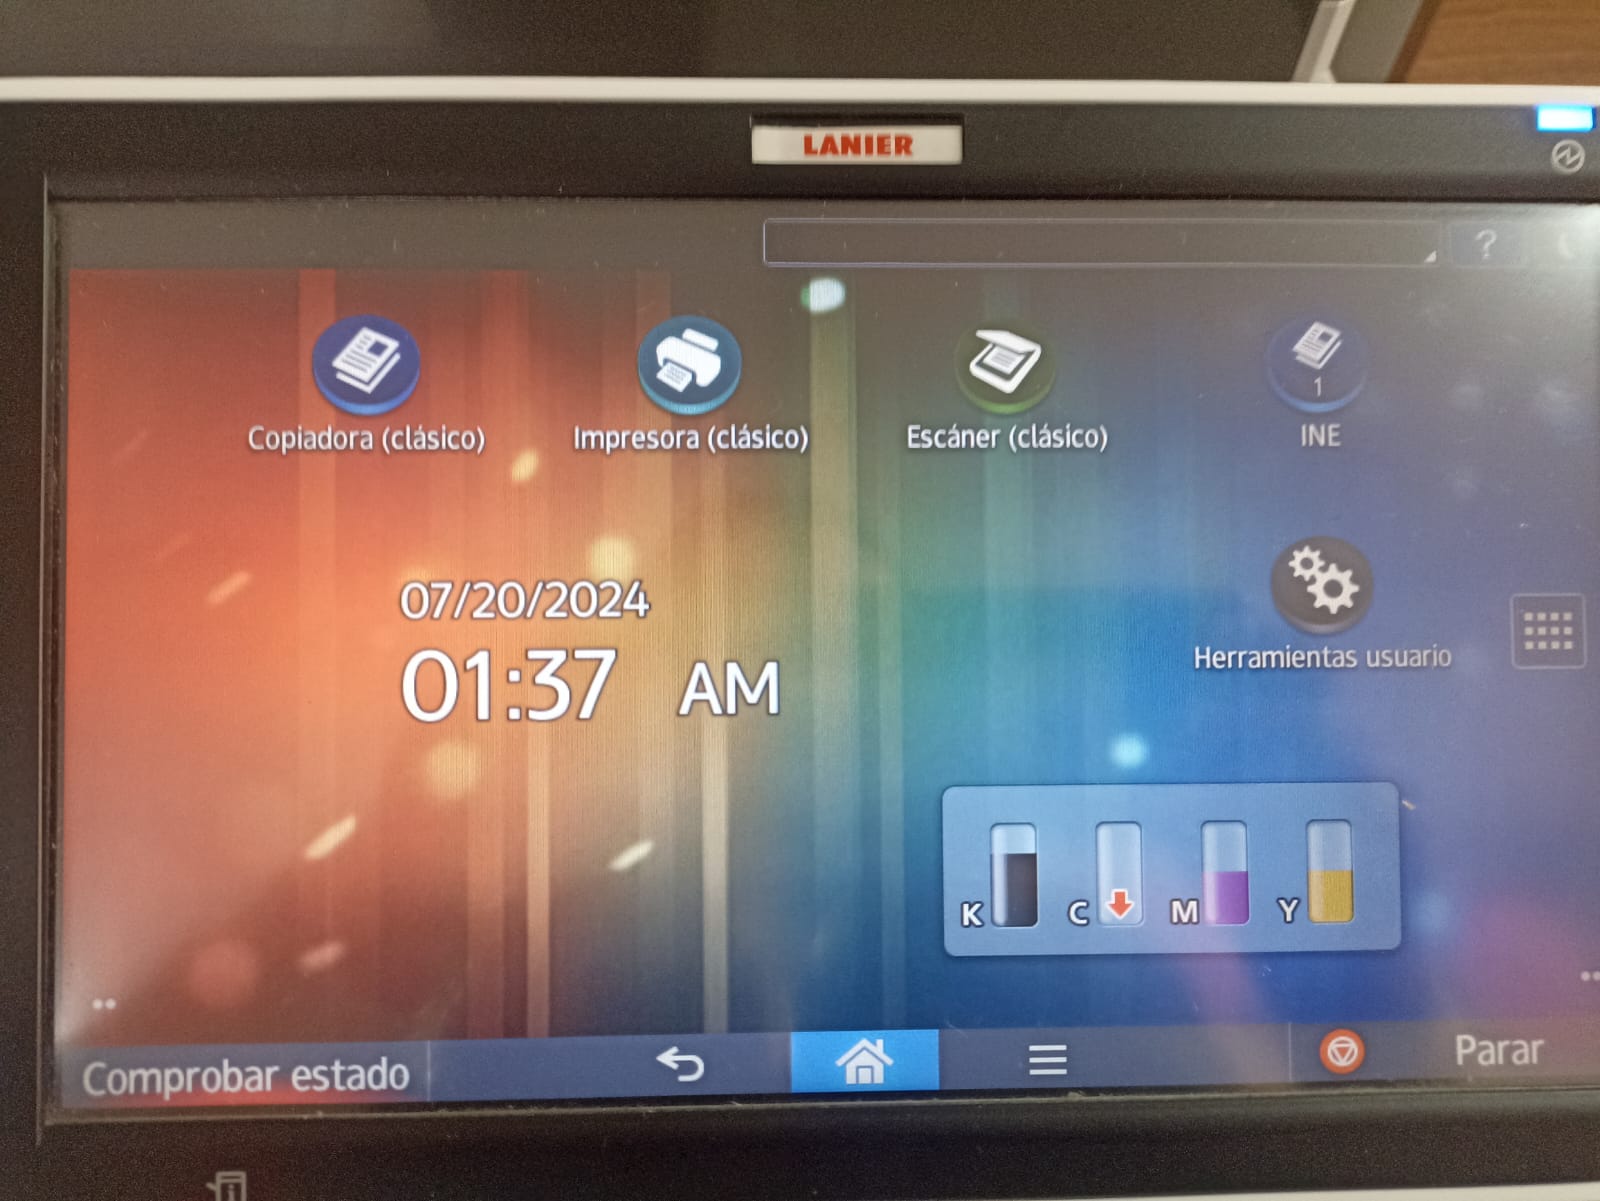 LANIER
?
Copiadora (clásico)
Impresora (clásico)
Escáner (clásico)
1
INE
07/20/2024
01:37 AM
Herramientas usuario
K C M Y
Comprobar estado
Parar